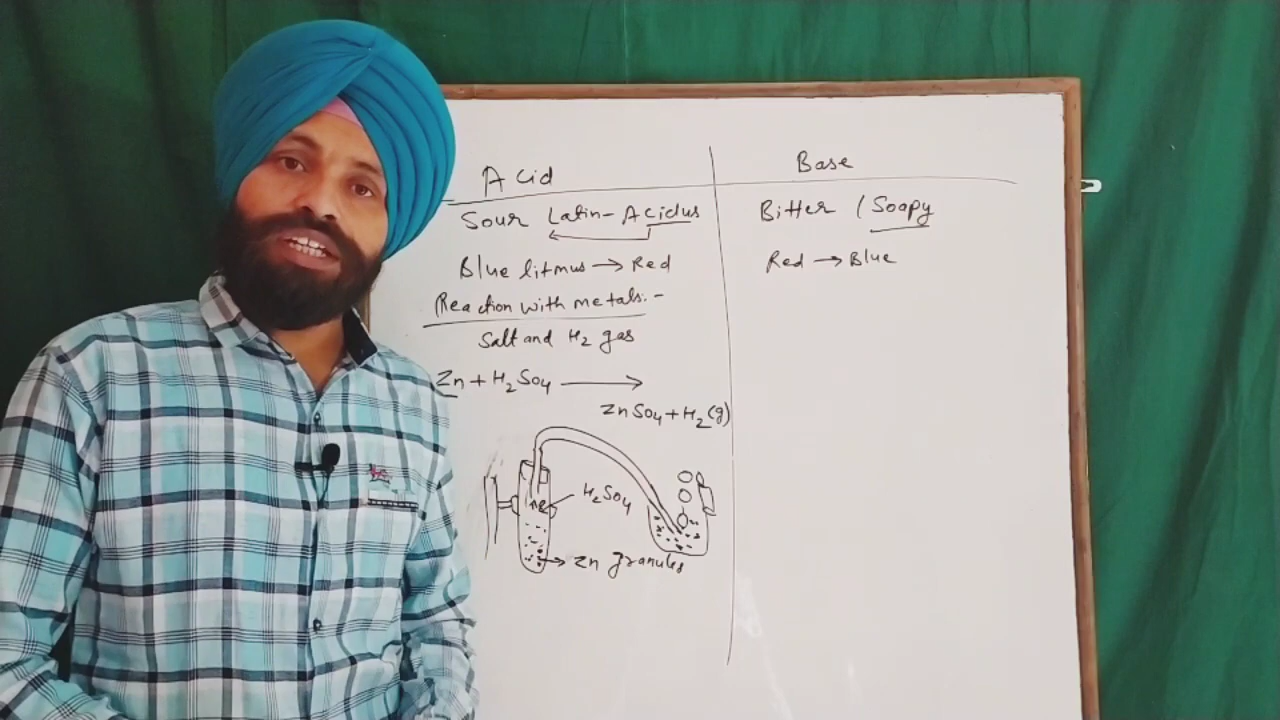 Acid
Base
Sour Latin-Acidus
Bitter / Soapy
Blue litmus → Red
Red → Blue
Reaction with metals:-
Salt and H₂ gas
Zn + H₂SO₄ →
ZnSO₄ + H₂(g)
H₂SO₄
→ Zn granules